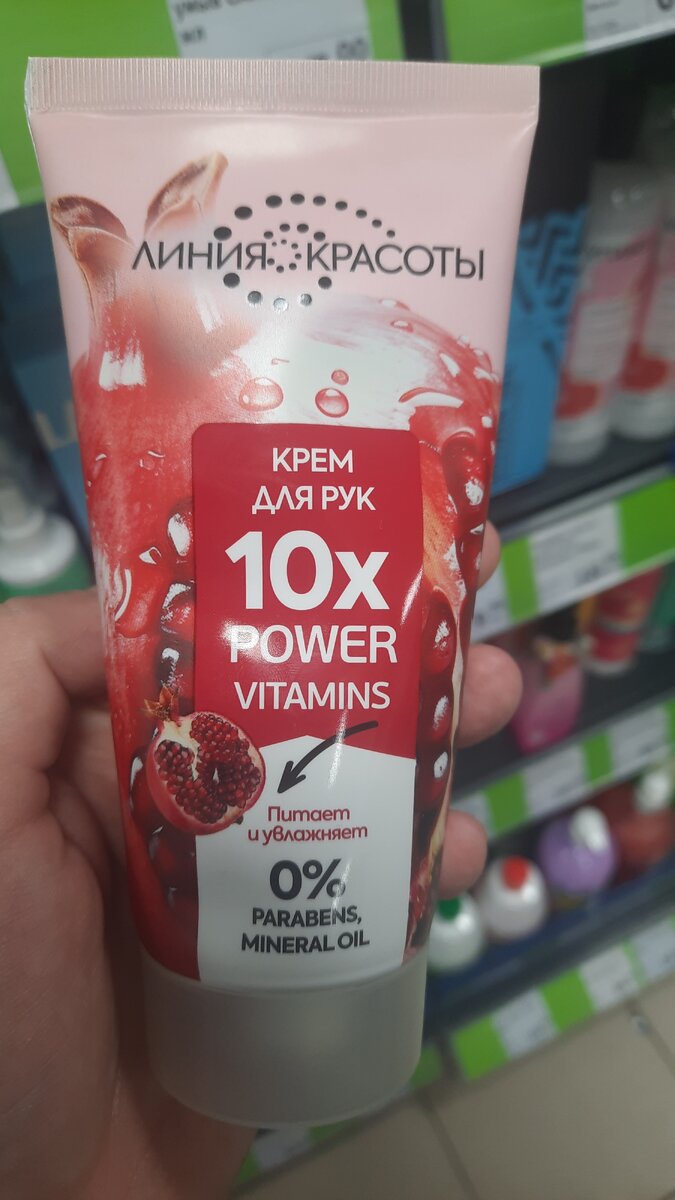 ЛИНИЯ КРАСОТЫ
КРЕМ
ДЛЯ РУК
10x
POWER
VITAMINS
Питает
и увлажняет
0%
PARABENS,
MINERAL OIL